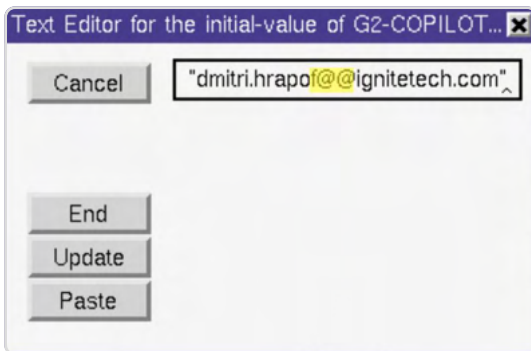 Text Editor for the initial-value of G2-COPILOT...
Cancel
"dmitri.hrapof@@ignitetech.com"
End
Update
Paste